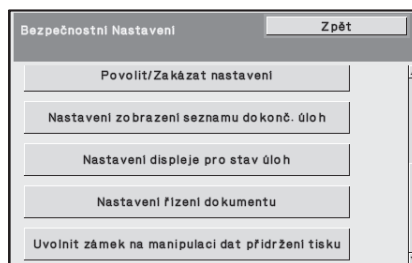 Bezpečnostní Nastavení
Zpět
Povolit/Zakázat nastavení
Nastavení zobrazení seznamu dokonč. úloh
Nastavení displeje pro stav úloh
Nastavení řízení dokumentu
Uvolnit zámek na manipulaci dat přidržení tisku